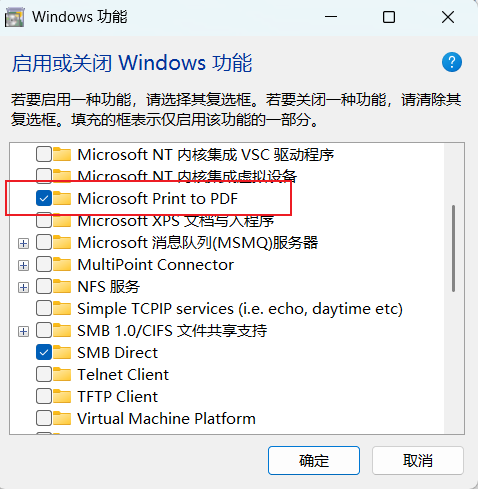 Windows 功能
启用或关闭 Windows 功能
?
若要启用一种功能，请选择其复选框。若要关闭一种功能，请清除其
复选框。填充的框表示仅启用该功能的一部分。
Microsoft NT 内核集成 VSC 驱动程序
Microsoft NT 内核集成虚拟设备
Microsoft Print to PDF
Microsoft XPS 文档写入程序
Microsoft 消息队列(MSMQ)服务器
MultiPoint Connector
NFS 服务
Simple TCPIP services (i.e. echo, daytime etc)
SMB 1.0/CIFS 文件共享支持
SMB Direct
Telnet Client
TFTP Client
Virtual Machine Platform
确定
取消